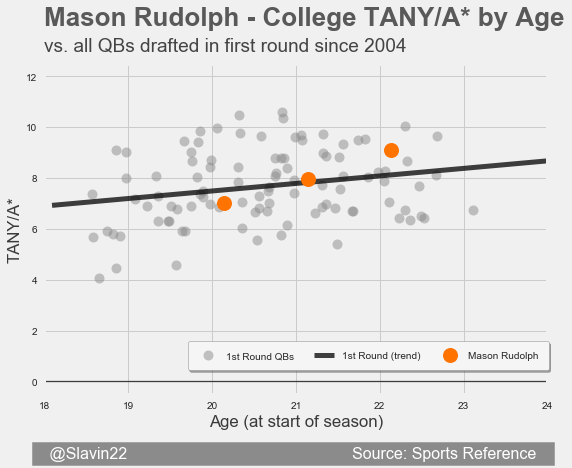 Mason Rudolph - College TANY/A* by Age
vs. all QBs drafted in first round since 2004
12
10
8
6
4
2
0
TANY/A*
1st Round QBs
1st Round (trend)
Mason Rudolph
18 19 20 21 22 23 24
Age (at start of season)
@Slavin22
Source: Sports Reference